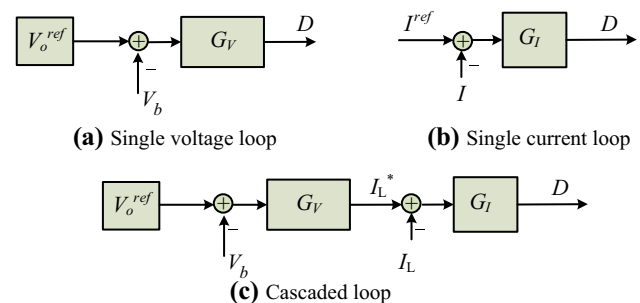 V_o^ref
G_V
D
−
V_b
(a) Single voltage loop
I^ref
G_I
D
−
I
(b) Single current loop
V_o^ref
G_V
I_L^*
G_I
D
−
V_b
−
I_L
(c) Cascaded loop